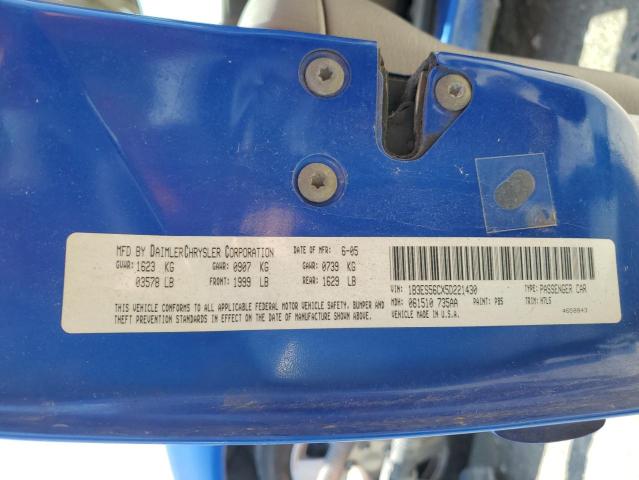 MFD BY DAIMLERCHRYSLER CORPORATION DATE OF MFR: 6-05
GVWR: 1623 KG GAWR: 0907 KG GAWR: 0739 KG
03578 LB FRONT: 1999 LB REAR: 1629 LB
THIS VEHICLE CONFORMS TO ALL APPLICABLE FEDERAL MOTOR VEHICLE SAFETY, BUMPER AND
THEFT PREVENTION STANDARDS IN EFFECT ON THE DATE OF MANUFACTURE SHOWN ABOVE.
VIN: 1B3ES56CX5D221430 TYPE: PASSENGER CAR
MDH: 061510 735AA PAINT: PB5 TRIM: H7L5
VEHICLE MADE IN U.S.A. 4658843